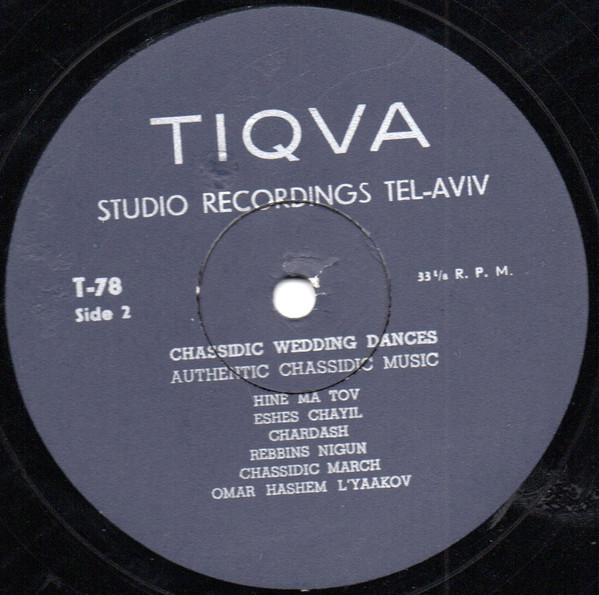 TIQVA
STUDIO RECORDINGS TEL-AVIV
T-78
Side 2
33⅓ R. P. M.
CHASSIDIC WEDDING DANCES
AUTHENTIC CHASSIDIC MUSIC
HINE MA TOV
ESHES CHAYIL
CHARDASH
REBBINS NIGUN
CHASSIDIC MARCH
OMAR HASHEM L'YAAKOV